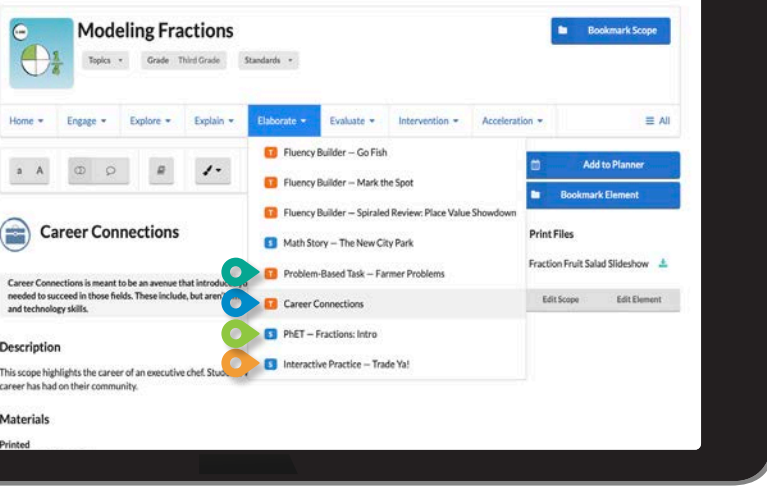 Modeling Fractions
Bookmark Scope
Topics
Grade Third Grade
Standards
Home
Engage
Explore
Explain
Elaborate
Evaluate
Intervention
Acceleration
All
a A
Fluency Builder – Go Fish
Fluency Builder – Mark the Spot
Fluency Builder – Spiraled Review: Place Value Showdown
Math Story – The New City Park
Problem-Based Task – Farmer Problems
Career Connections
PhET – Fractions: Intro
Interactive Practice – Trade Ya!
Add to Planner
Bookmark Element
Print Files
Fraction Fruit Salad Slideshow
Edit Scope
Edit Element
Career Connections
Career Connections is meant to be an avenue that
needed to succeed in those fields. These include, but
and technology skills.
Description
This scope highlights the career of an executive chef.
career has had on their community.
Materials
Printed